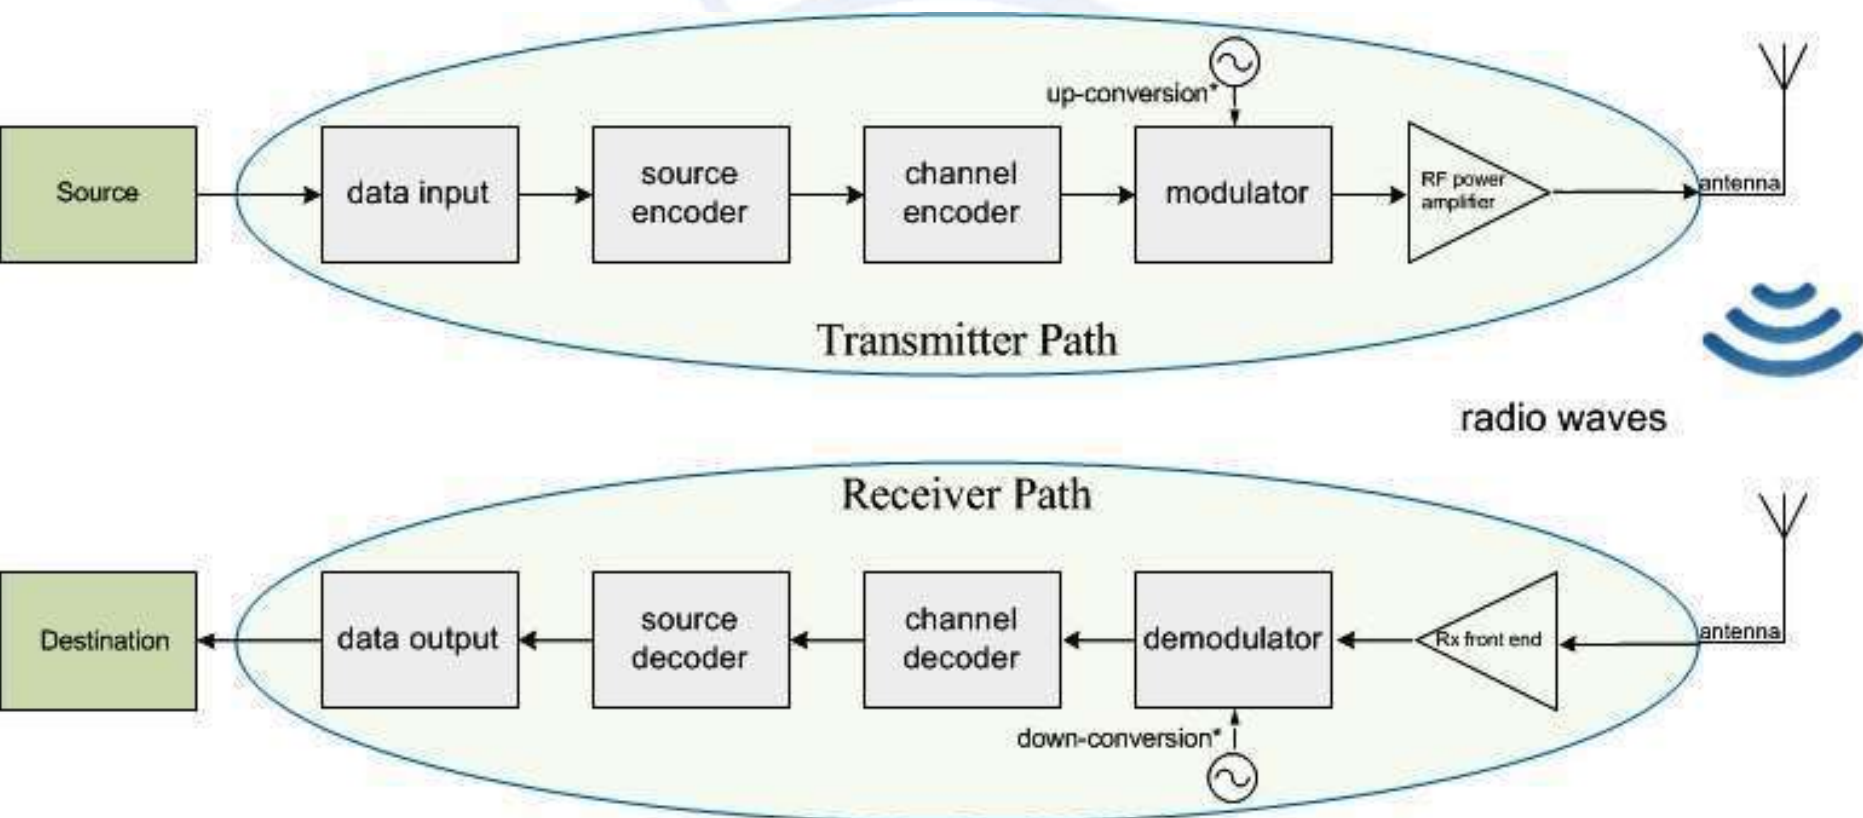 up-conversion*
Source
data input
source
encoder
channel
encoder
modulator
RF power
amplifier
antenna
Transmitter Path
radio waves
Receiver Path
Destination
data output
source
decoder
channel
decoder
demodulator
Rx front end
antenna
down-conversion*